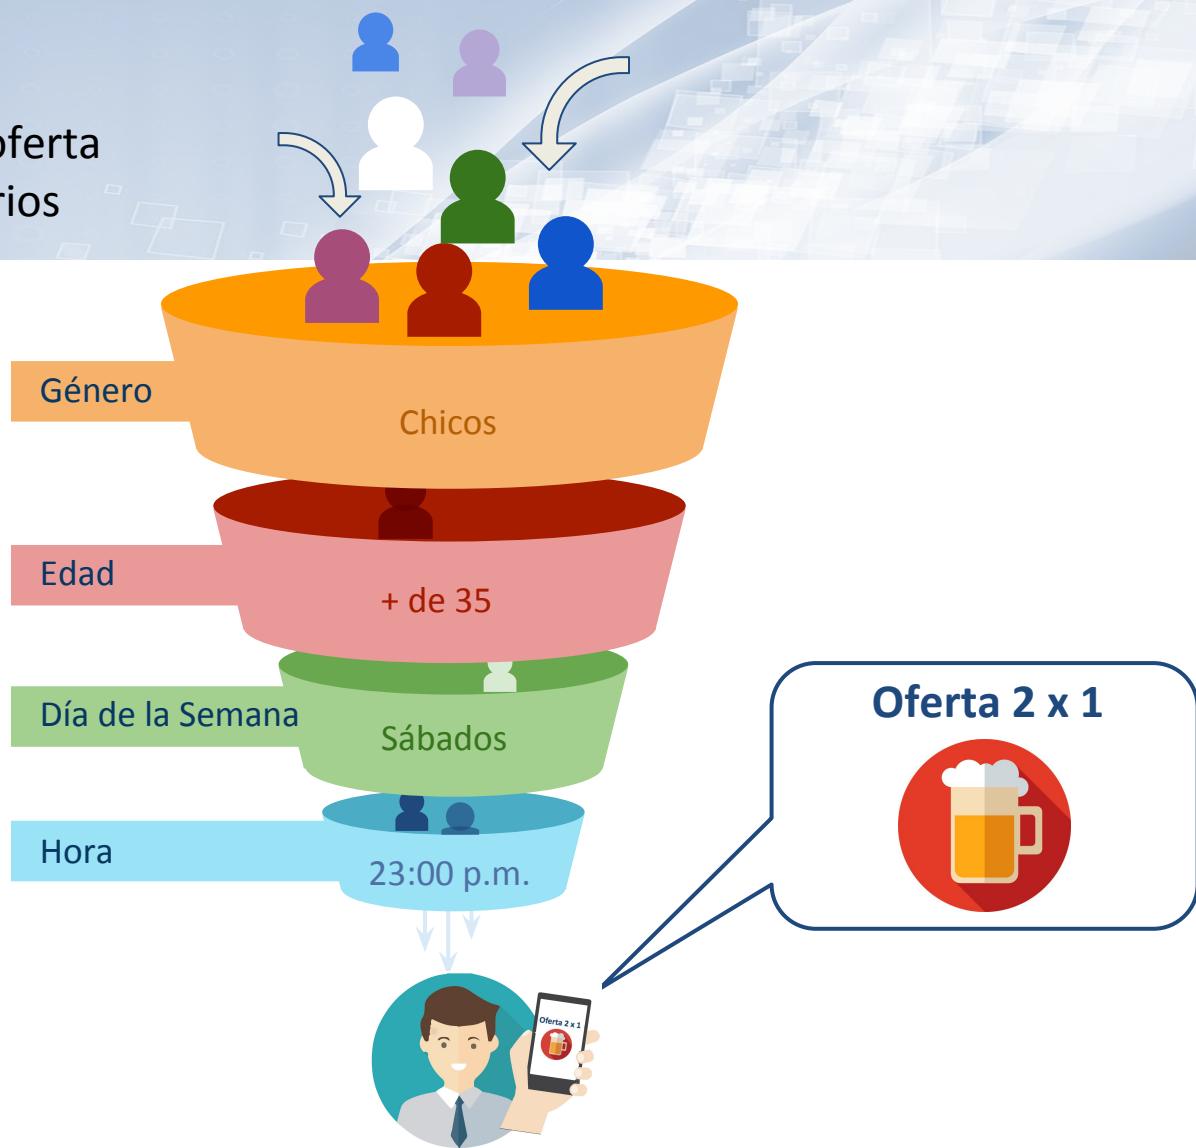 oferta
rios
Género
Chicos
Edad
+ de 35
Día de la Semana
Sábados
Hora
23:00 p.m.
Oferta 2 x 1
Oferta 2 x 1